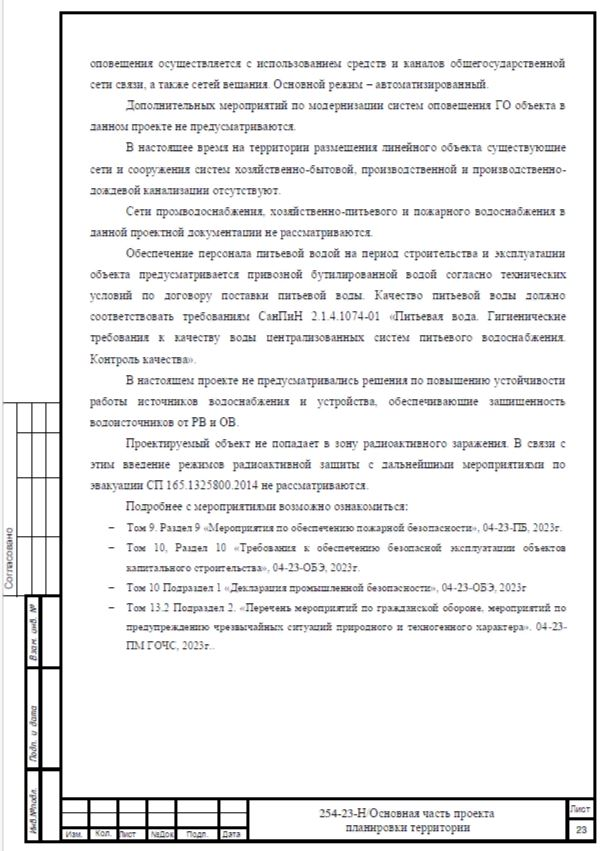 оповещения осуществляется с использованием средств и каналов общегосударственной
сети связи, а также сетей вещания. Основной режим – автоматизированный.
Дополнительных мероприятий по модернизации систем оповещения ГО объекта в
данном проекте не предусматриваются.
В настоящее время на территории размещения линейного объекта существующие
сети и сооружения систем хозяйственно-бытовой, производственной и производственно-
дождевой канализации отсутствуют.
Сети промводоснабжения, хозяйственно-питьевого и пожарного водоснабжения в
данной проектной документации не рассматриваются.
Обеспечение персонала питьевой водой на период строительства и эксплуатации
объекта предусматривается привозной бутилированной водой согласно технических
условий по договору поставки питьевой воды. Качество питьевой воды должно
соответствовать требованиям СанПиН 2.1.4.1074-01 «Питьевая вода. Гигиенические
требования к качеству воды централизованных систем питьевого водоснабжения.
Контроль качества».
В настоящем проекте не предусматривались решения по повышению устойчивости
работы источников водоснабжения и устройства, обеспечивающие защищенность
водоисточников от РВ и ОВ.
Проектируемый объект не попадает в зону радиоактивного заражения. В связи с
этим введение режимов радиоактивной защиты с дальнейшими мероприятиями по
эвакуации СП 165.1325800.2014 не рассматриваются.
Подробнее с мероприятиями возможно ознакомиться:
– Том 9. Раздел 9 «Мероприятия по обеспечению пожарной безопасности», 04-23-ПБ, 2023г.
– Том 10, Раздел 10 «Требования к обеспечению безопасной эксплуатации объектов
капитального строительства», 04-23-ОБЭ, 2023г.
– Том 10 Подраздел 1 «Декларация промышленной безопасности», 04-23-ОБЭ, 2023г
– Том 13.2 Подраздел 2. «Перечень мероприятий по гражданской обороне, мероприятий по
предупреждению чрезвычайных ситуаций природного и техногенного характера». 04-23-
ПМ ГОЧС, 2023г..
Согласовано
Взам. инв. №
Подп. и дата
Инв.№подл.
Изм. Кол. Лист №Док. Подп. Дата
254-23-Н/Основная часть проекта
планировки территории
Лист
23